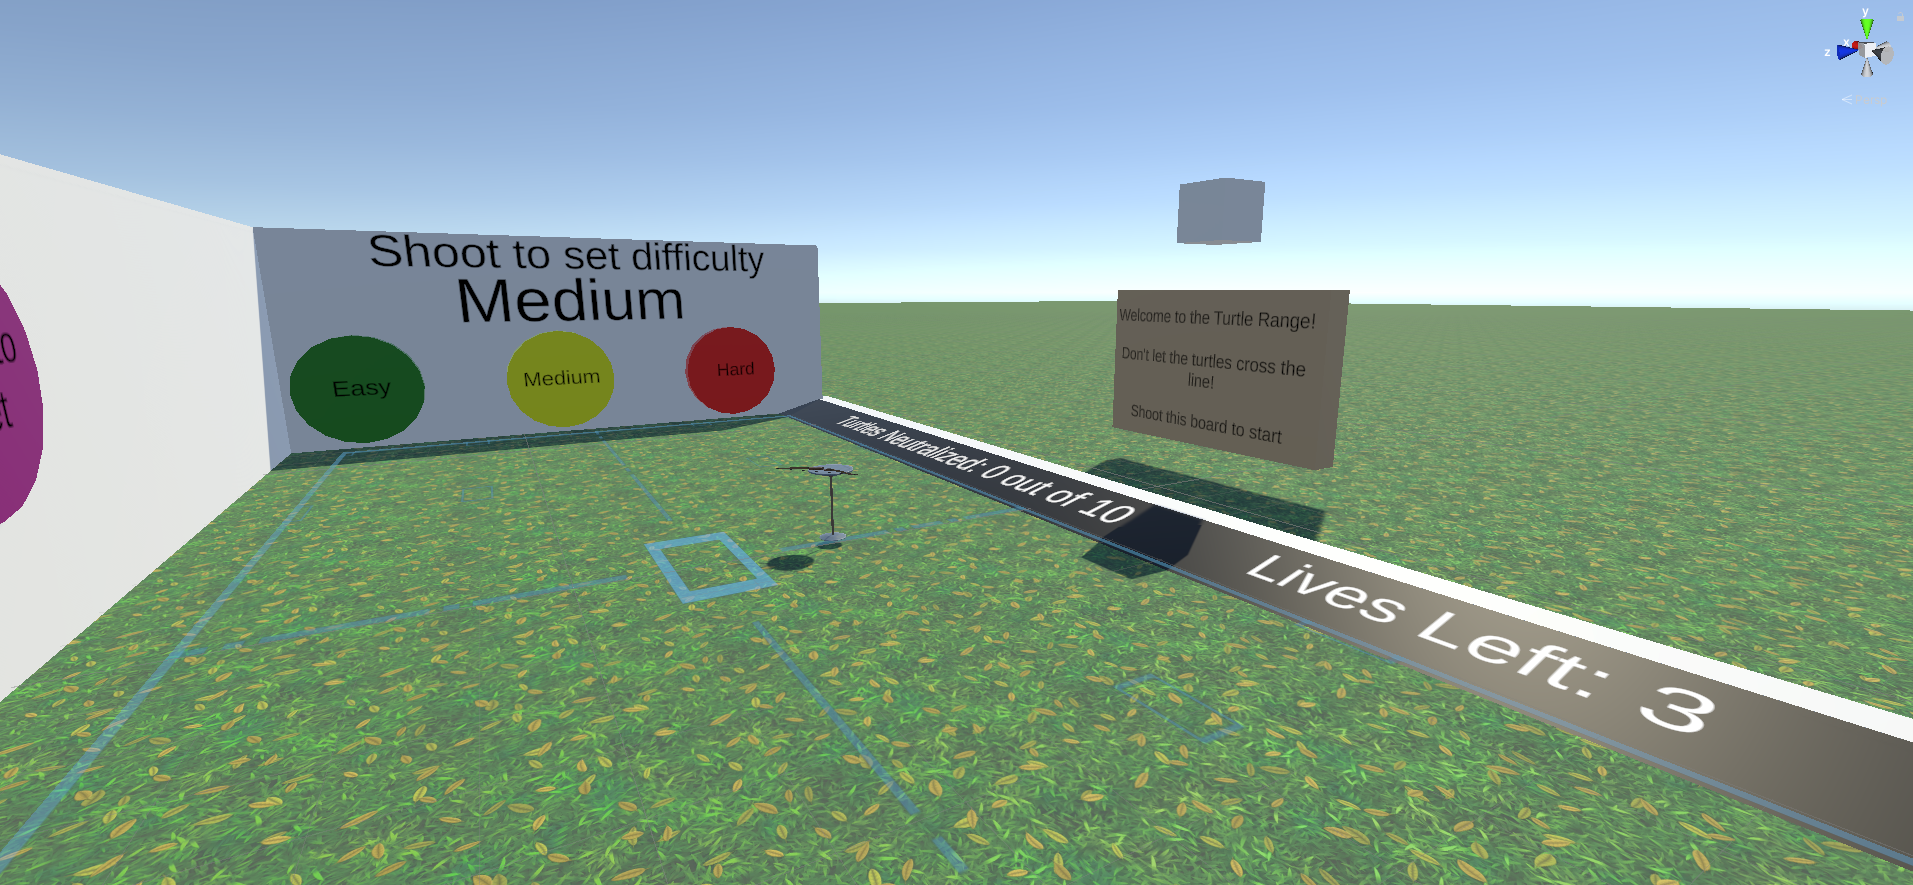 Shoot to set difficulty
Medium
Easy
Medium
Hard
Welcome to the Turtle Range!
Don't let the turtles cross the
line!
Shoot this board to start
Turtles Neutralized: 0 out of 10
Lives Left: 3
y
x
z